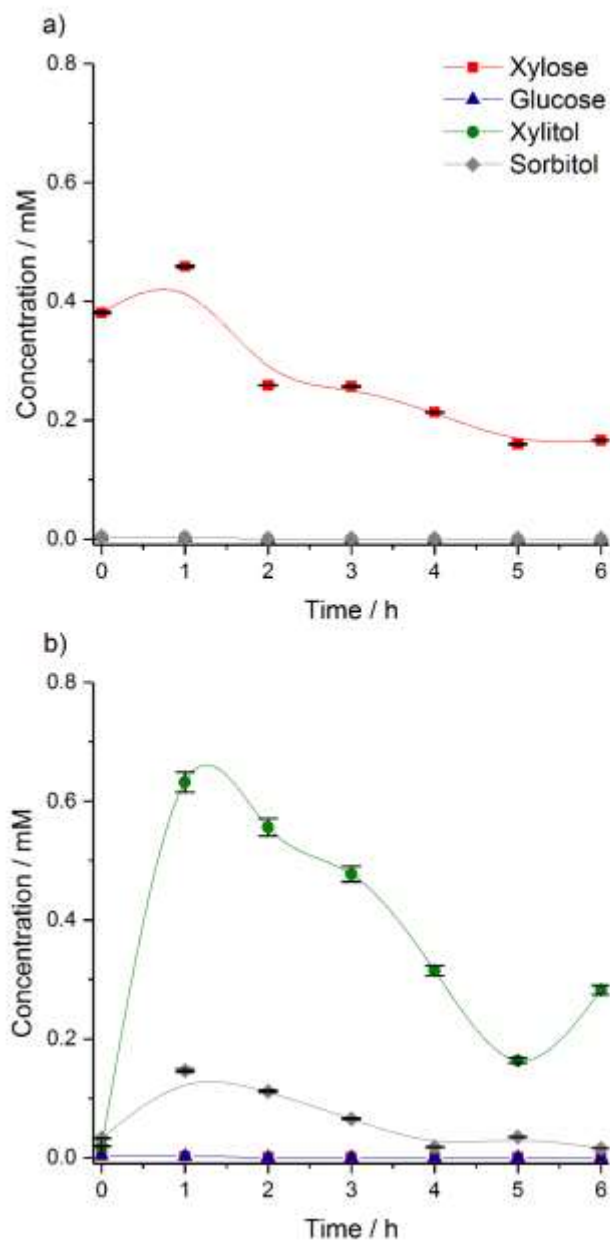 a)
0.8
Xylose
Glucose
Xylitol
Sorbitol
0.6
0.4
0.2
0.0
Concentration / mM
0 1 2 3 4 5 6
Time / h
b)
0.8
0.6
0.4
0.2
0.0
Concentration / mM
0 1 2 3 4 5 6
Time / h